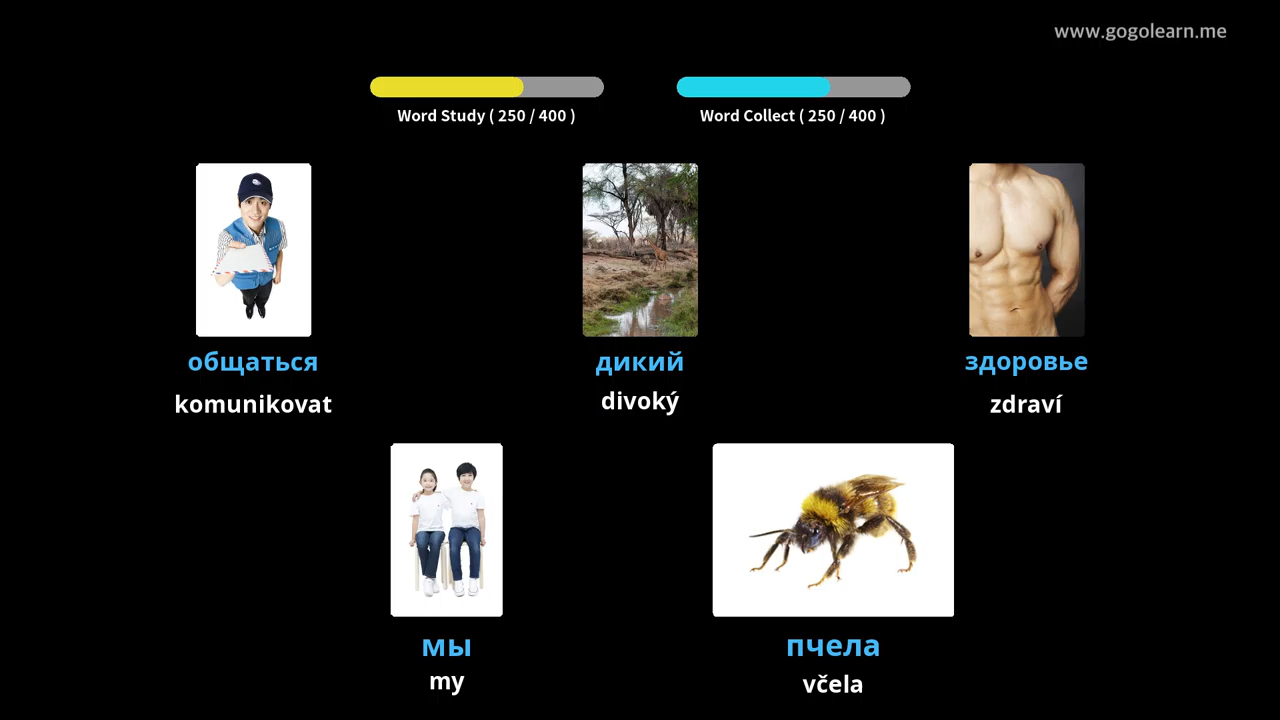 www.gogolearn.me
Word Study ( 250 / 400 )
Word Collect ( 250 / 400 )
общаться
komunikovat
дикий
divoký
здоровье
zdraví
мы
my
пчела
včela